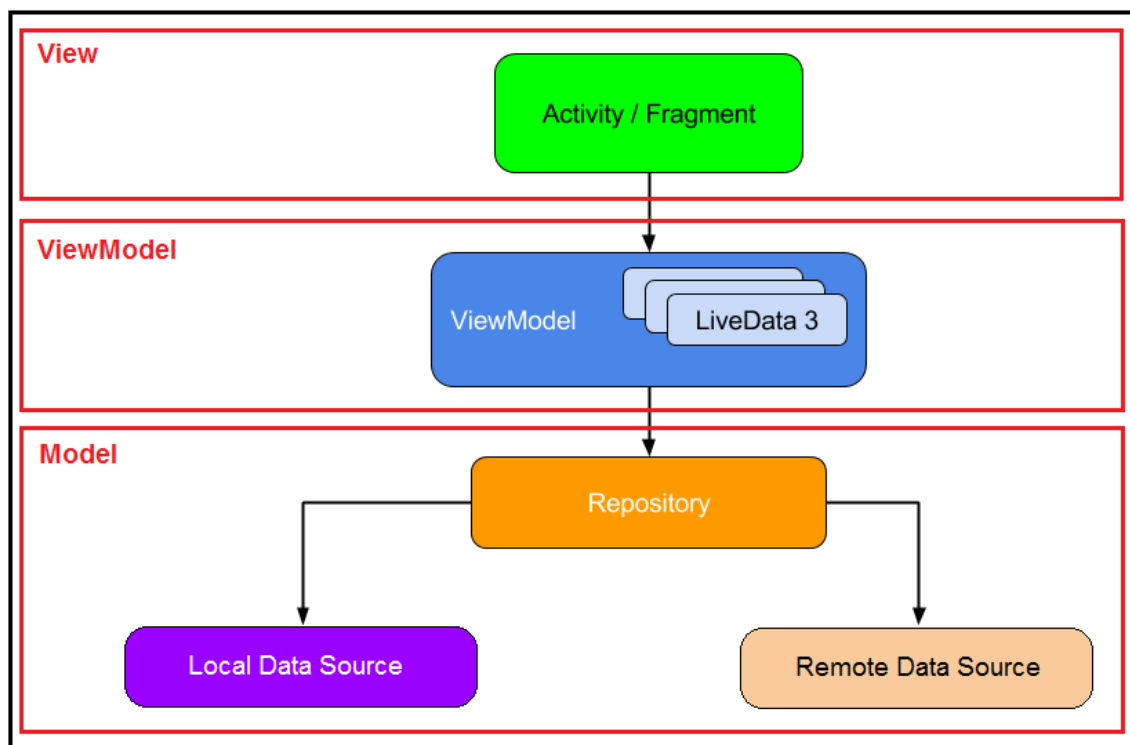 View
Activity / Fragment
ViewModel
ViewModel
LiveData 3
Model
Repository
Local Data Source
Remote Data Source